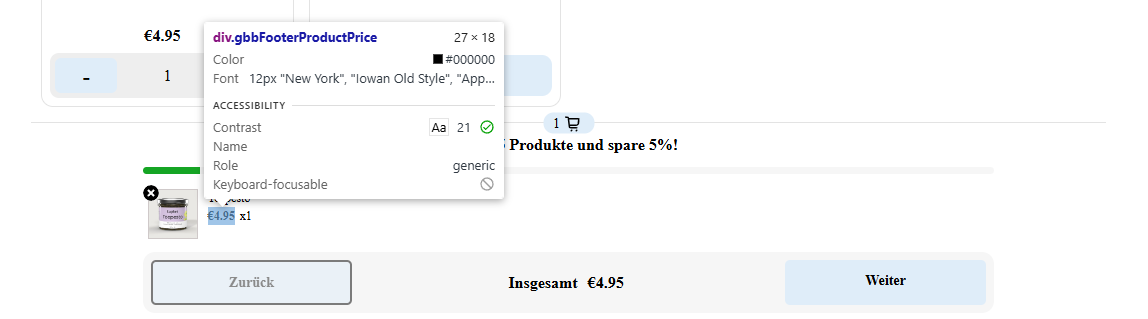 €4.95
- 1
div.gbbFooterProductPrice 27 × 18
Color #000000
Font 12px "New York", "Iowan Old Style", "App...
ACCESSIBILITY
Contrast Aa 21
Name
Role generic
Keyboard-focusable
1
Produkte und spare 5%!
€4.95 x1
Zurück
Insgesamt €4.95
Weiter